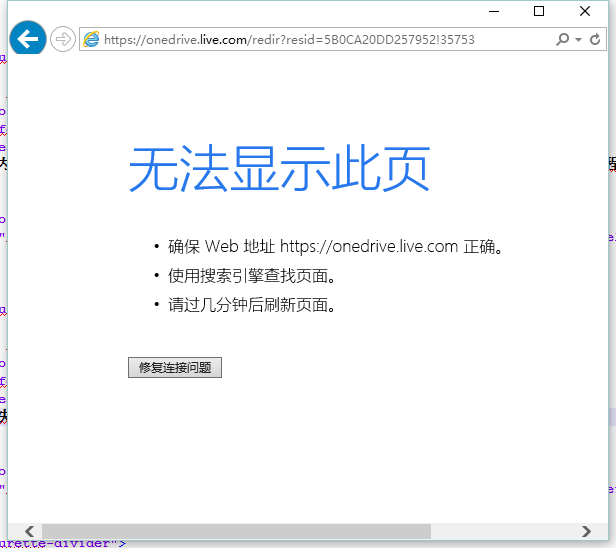 https://onedrive.live.com/redir?resid=5B0CA20DD257952!35753
无法显示此页
• 确保 Web 地址 https://onedrive.live.com 正确。
• 使用搜索引擎查找页面。
• 请过几分钟后刷新页面。
修复连接问题
urette-divider">